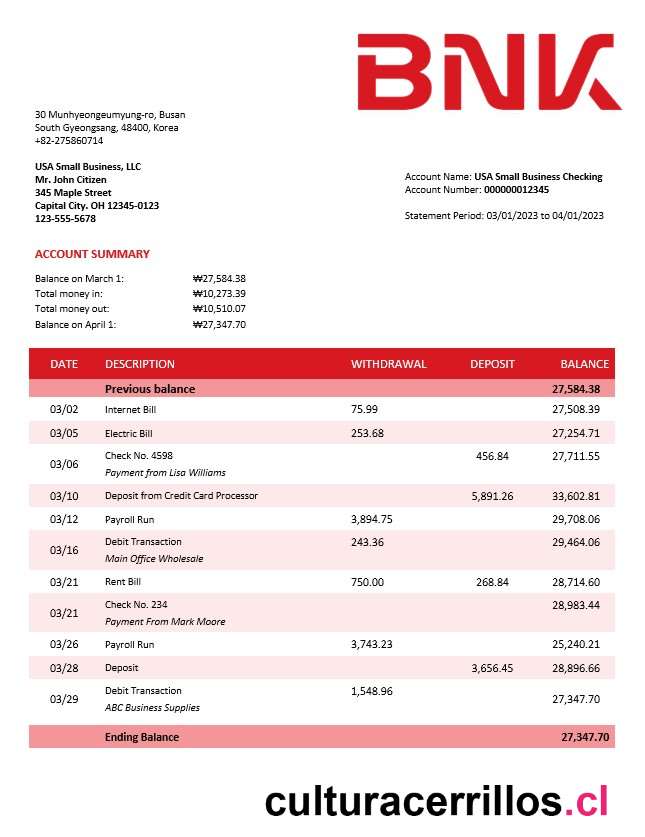 BNK
30 Munhyeongeumyung-ro, Busan
South Gyeongsang, 48400, Korea
+82-275860714
USA Small Business, LLC
Mr. John Citizen
345 Maple Street
Capital City. OH 12345-0123
123-555-5678
Account Name: USA Small Business Checking
Account Number: 000000012345
Statement Period: 03/01/2023 to 04/01/2023
ACCOUNT SUMMARY
Balance on March 1: ₩27,584.38
Total money in: ₩10,273.39
Total money out: ₩10,510.07
Balance on April 1: ₩27,347.70
DATE DESCRIPTION WITHDRAWAL DEPOSIT BALANCE
Previous balance 27,584.38
03/02 Internet Bill 75.99 27,508.39
03/05 Electric Bill 253.68 27,254.71
03/06 Check No. 4598 456.84 27,711.55
Payment from Lisa Williams
03/10 Deposit from Credit Card Processor 5,891.26 33,602.81
03/12 Payroll Run 3,894.75 29,708.06
03/16 Debit Transaction 243.36 29,464.06
Main Office Wholesale
03/21 Rent Bill 750.00 268.84 28,714.60
03/21 Check No. 234 28,983.44
Payment From Mark Moore
03/26 Payroll Run 3,743.23 25,240.21
03/28 Deposit 3,656.45 28,896.66
03/29 Debit Transaction 1,548.96 27,347.70
ABC Business Supplies
Ending Balance 27,347.70
culturacerrillos.cl